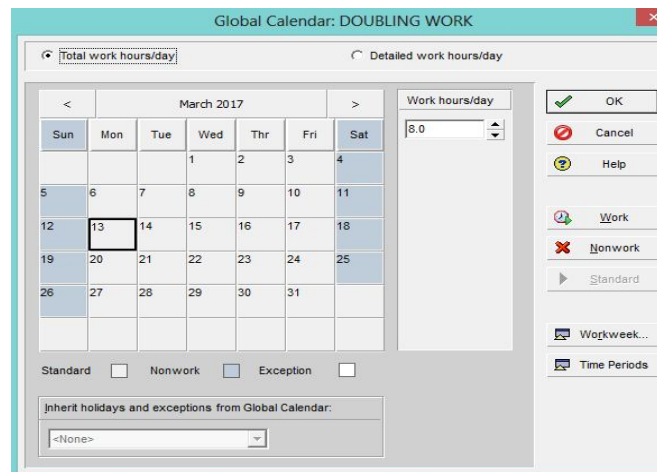 Global Calendar: DOUBLING WORK
Total work hours/day Detailed work hours/day
< March 2017 > Work hours/day
Sun Mon Tue Wed Thr Fri Sat 8.0
1 2 3 4
5 6 7 8 9 10 11
12 13 14 15 16 17 18
19 20 21 22 23 24 25
26 27 28 29 30 31
Standard Nonwork Exception
Inherit holidays and exceptions from Global Calendar:
<None>
OK
Cancel
Help
Work
Nonwork
Standard
Workweek...
Time Periods